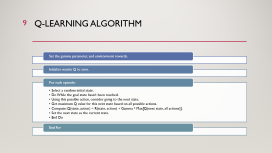 9 Q-LEARNING ALGORITHM
Set the gamma parameter, and environment rewards.
Initialize matrix Q to zero.
For each episode:
• Select a random initial state.
• Do While the goal state hasn't been reached.
• Using this possible action, consider going to the next state.
• Get maximum Q value for this next state based on all possible actions.
• Compute: Q(state, action) = R(state, action) + Gamma * Max[Q(next state, all actions)]
• Set the next state as the current state.
• End Do
End For